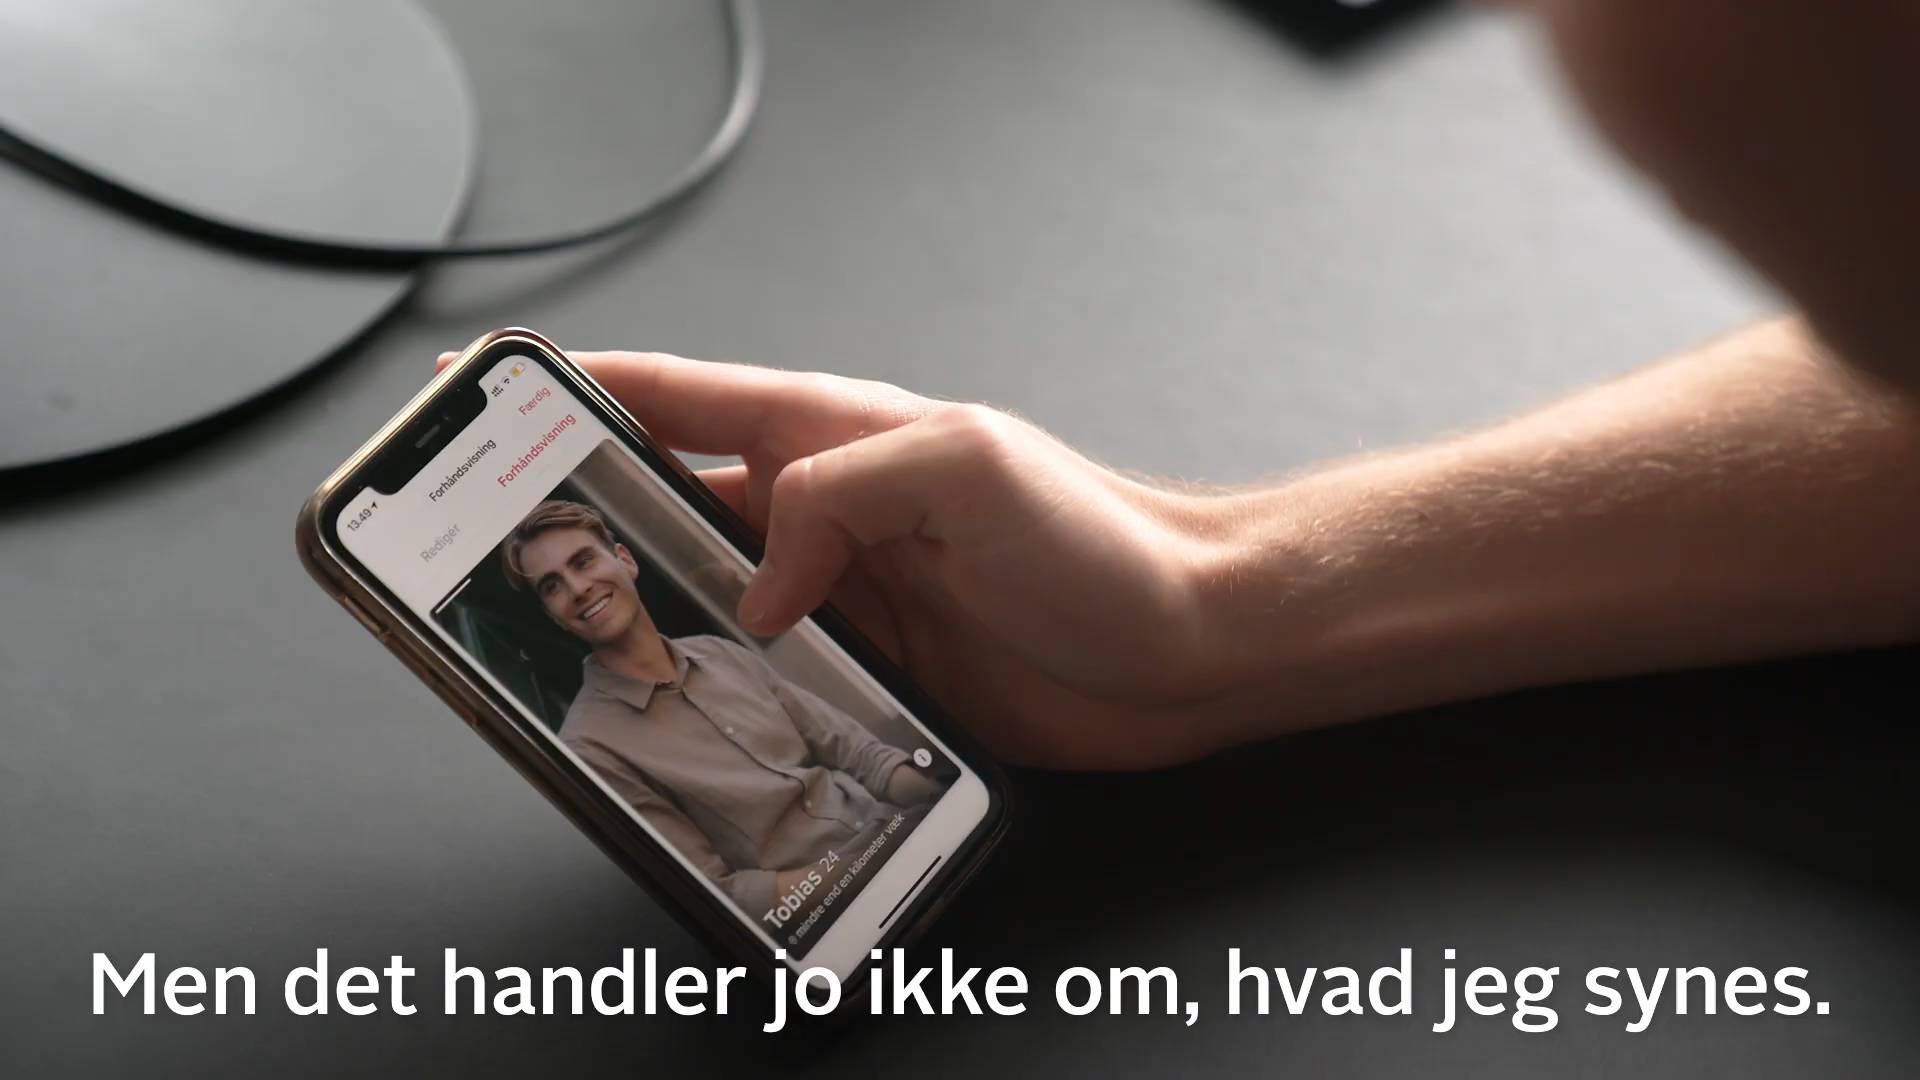 13.49
Forhåndsvisning
Færdig
Redigér
Forhåndsvisning
Tobias 24
mindre end en kilometer væk
Men det handler jo ikke om, hvad jeg synes.